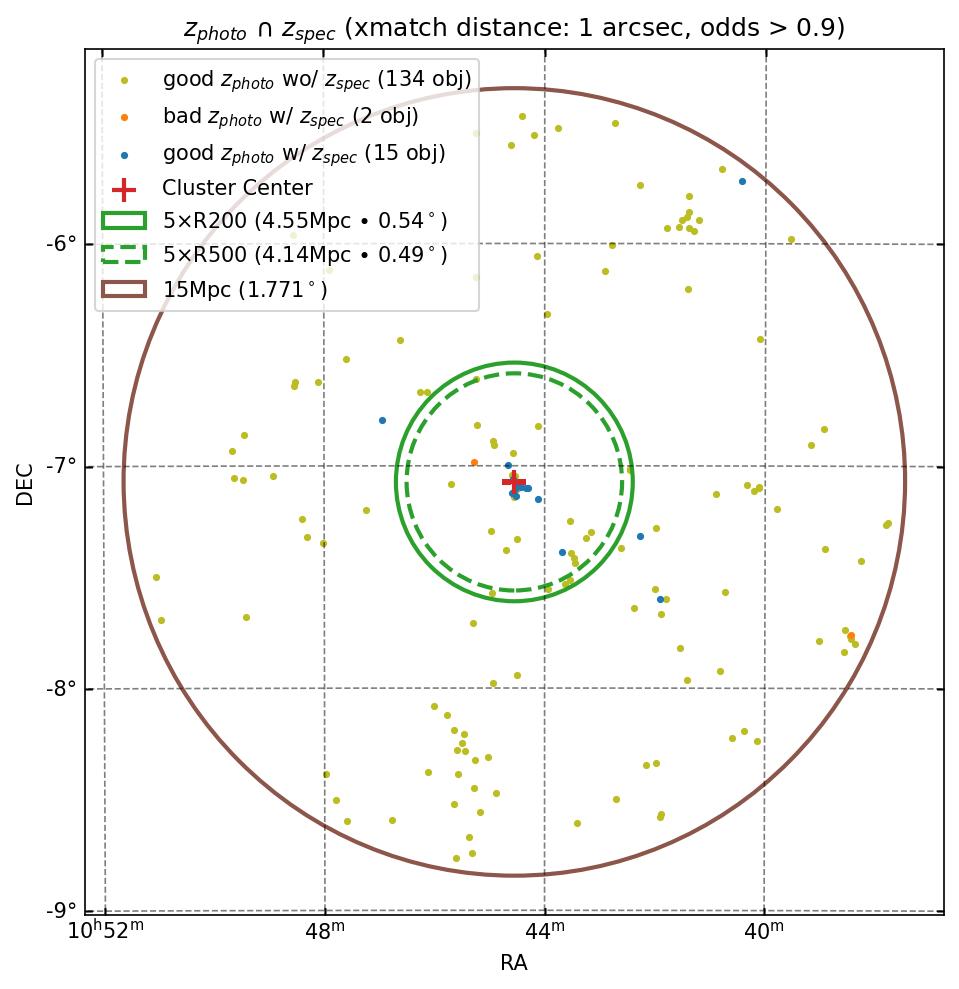 z_photo ∩ z_spec (xmatch distance: 1 arcsec, odds > 0.9)
good z_photo wo/ z_spec (134 obj)
bad z_photo w/ z_spec (2 obj)
good z_photo w/ z_spec (15 obj)
Cluster Center
5×R200 (4.55Mpc • 0.54°)
5×R500 (4.14Mpc • 0.49°)
15Mpc (1.771°)
-6°
-7°
-8°
-9°
DEC
10ʰ52ᵐ
48ᵐ
44ᵐ
40ᵐ
RA